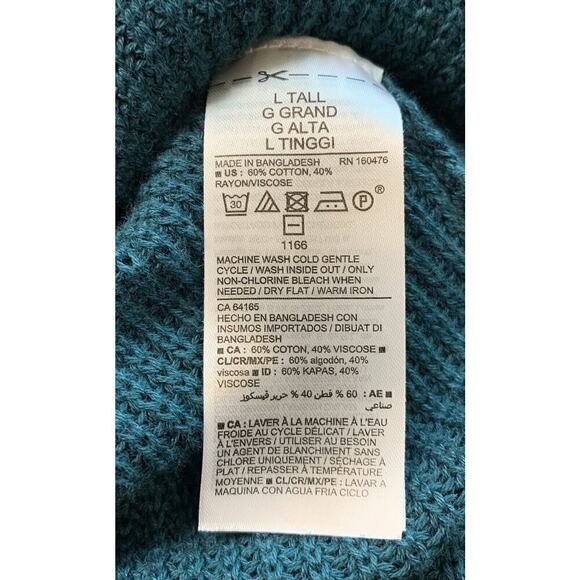 L TALL
G GRAND
G ALTA
L TINGGI
MADE IN BANGLADESH RN 160476
US : 60% COTTON, 40%
RAYON/VISCOSE
30 P ®
1166
MACHINE WASH COLD GENTLE
CYCLE / WASH INSIDE OUT / ONLY
NON-CHLORINE BLEACH WHEN
NEEDED / DRY FLAT / WARM IRON
CA 64165
HECHO EN BANGLADESH CON
INSUMOS IMPORTADOS / DIBUAT DI
BANGLADESH
CA : 60% COTON, 40% VISCOSE
CL/CR/MX/PE : 60% algodón, 40%
viscosa ID : 60% KAPAS, 40%
VISCOSE
AE : 60 % قطن 40 % حرير ڤيسكوز
صناعي
CA : LAVER À LA MACHINE À L'EAU
FROIDE AU CYCLE DÉLICAT / LAVER
À L'ENVERS / UTILISER AU BESOIN
UN AGENT DE BLANCHIMENT SANS
CHLORE UNIQUEMENT / SÉCHAGE À
PLAT / REPASSER À TEMPÉRATURE
MOYENNE CL/CR/MX/PE : LAVAR A
MAQUINA CON AGUA FRIA CICLO